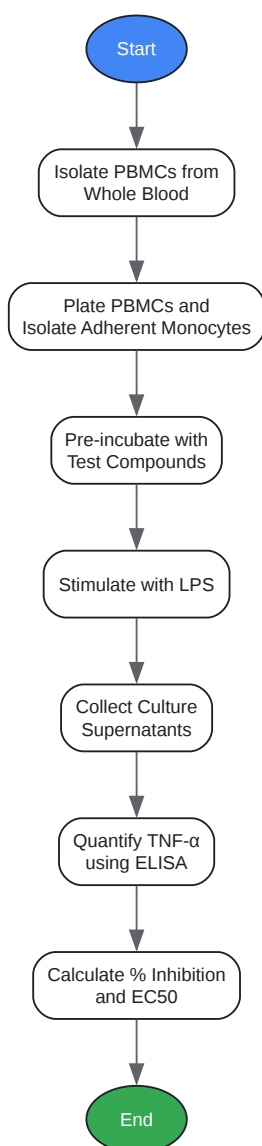 Start
Isolate PBMCs from
Whole Blood
Plate PBMCs and
Isolate Adherent Monocytes
Pre-incubate with
Test Compounds
Stimulate with LPS
Collect Culture
Supernatants
Quantify TNF-α
using ELISA
Calculate % Inhibition
and EC50
End